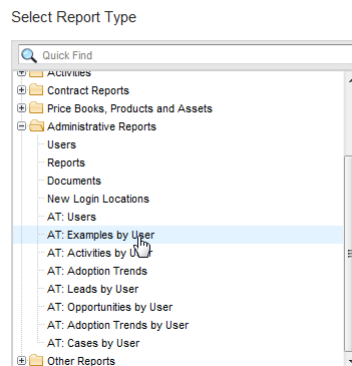 Select Report Type
Quick Find
Activities
Contract Reports
Price Books, Products and Assets
Administrative Reports
Users
Reports
Documents
New Login Locations
AT: Users
AT: Examples by User
AT: Activities by User
AT: Adoption Trends
AT: Leads by User
AT: Opportunities by User
AT: Adoption Trends by User
AT: Cases by User
Other Reports